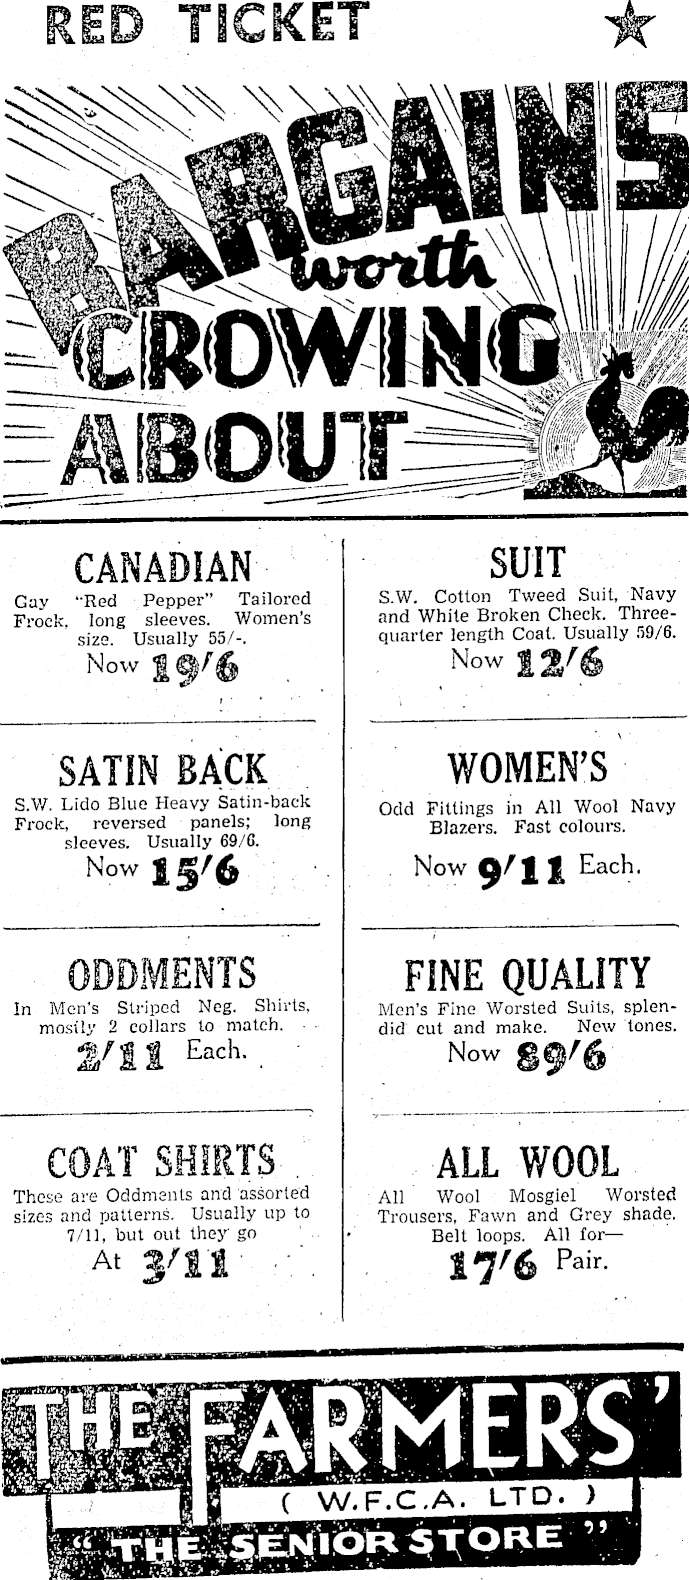 RED TICKET
BARGAINS
worth
CROWING
ABOUT
CANADIAN
Gay "Red Pepper" Tailored
Frock, long sleeves. Women's
size. Usually 55/-.
Now 19/6
SATIN BACK
S.W. Lido Blue Heavy Satin-back
Frock, reversed panels; long
sleeves. Usually 69/6.
Now 15/6
ODDMENTS
In Men's Striped Neg. Shirts,
mostly 2 collars to match.
2/11 Each.
COAT SHIRTS
These are Oddments and assorted
sizes and patterns. Usually up to
7/11, but out they go
At 3/11
SUIT
S.W. Cotton Tweed Suit, Navy
and White Broken Check. Three-
quarter length Coat. Usually 59/6.
Now 12/6
WOMEN'S
Odd Fittings in All Wool Navy
Blazers. Fast colours.
Now 9/11 Each.
FINE QUALITY
Men's Fine Worsted Suits, splen-
did cut and make. New tones.
Now 89/6
ALL WOOL
All Wool Mosgiel Worsted
Trousers, Fawn and Grey shade.
Belt loops. All for—
17/6 Pair.
THE FARMERS'
( W.F.C.A. LTD. )
"THE SENIOR STORE"